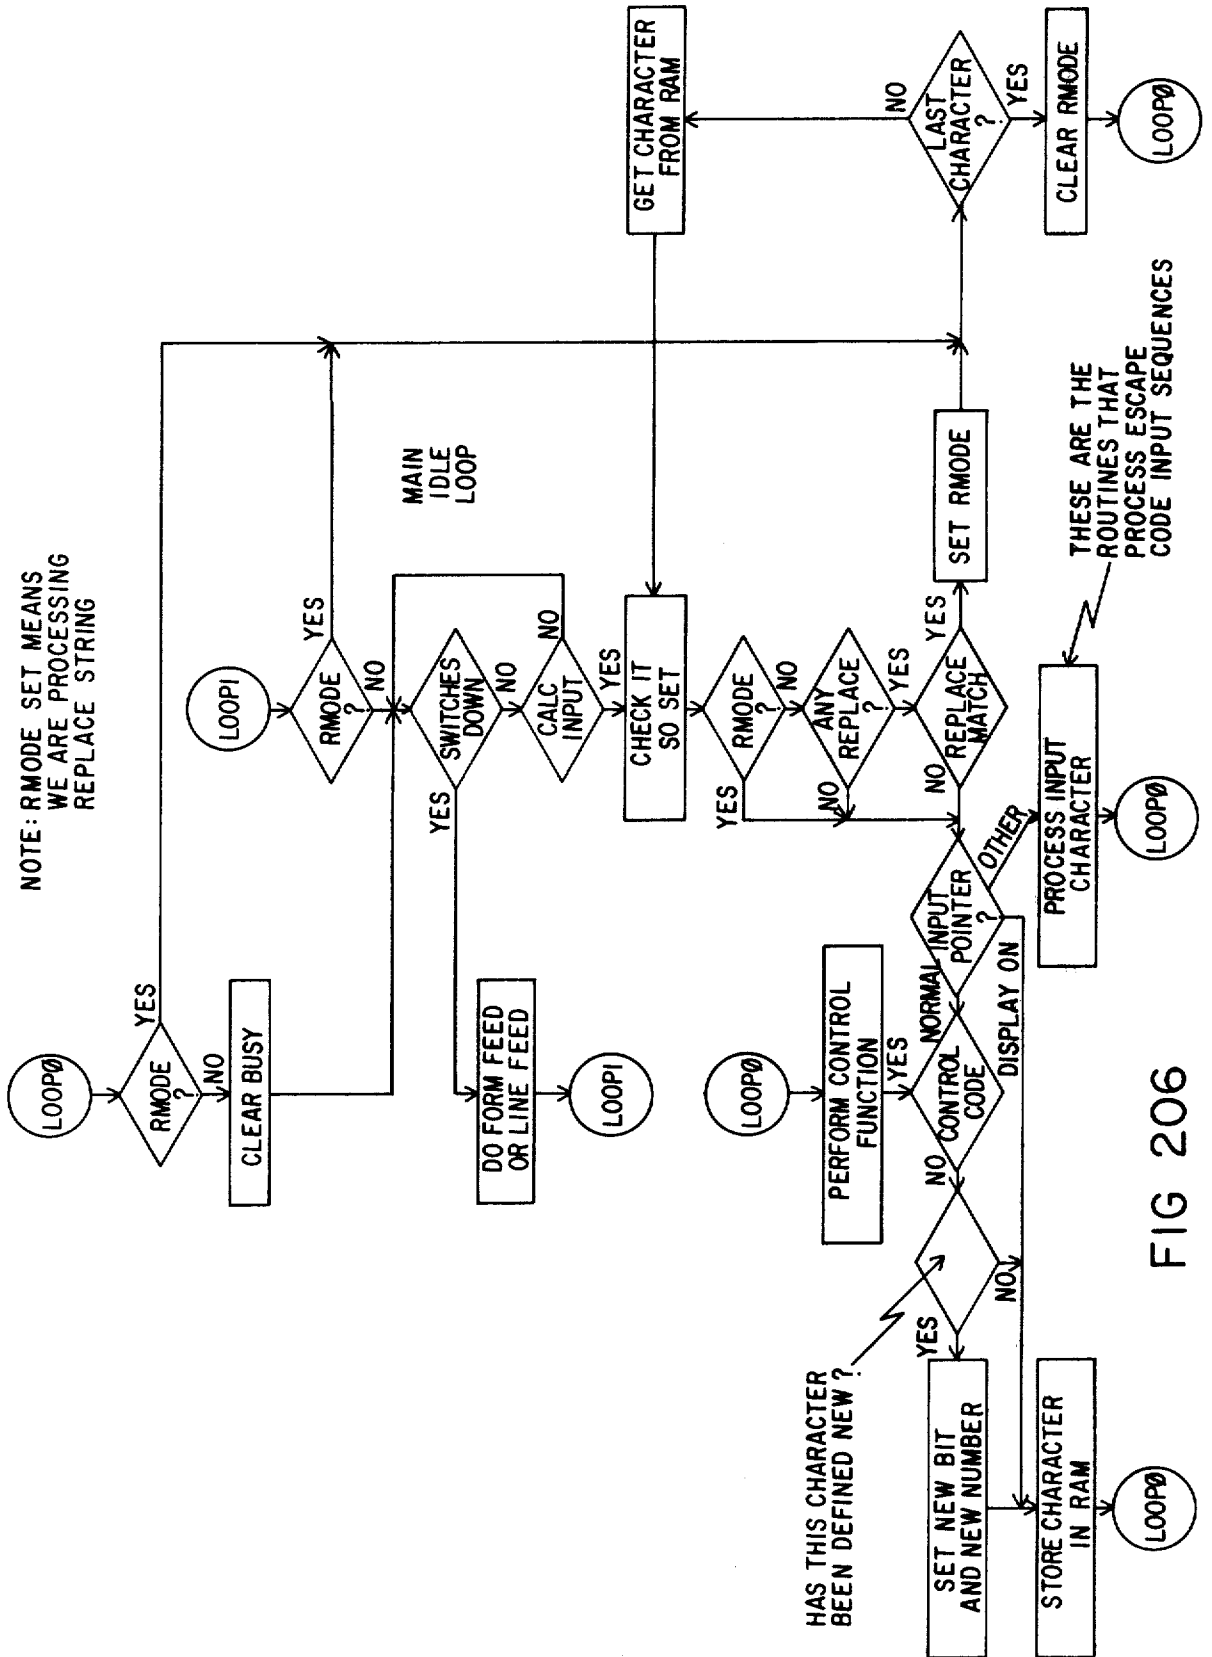 NOTE: RMODE SET MEANS
WE ARE PROCESSING
REPLACE STRING
LOOPØ
RMODE
?
YES
NO
CLEAR BUSY
LOOP1
RMODE
?
YES
NO
MAIN
IDLE
LOOP
SWITCHES
DOWN
YES
NO
DO FORM FEED
OR LINE FEED
LOOP1
CALC
INPUT
NO
YES
CHECK IT
SO SET
GET CHARACTER
FROM RAM
RMODE
?
YES
NO
ANY
REPLACE
?
NO
YES
REPLACE
MATCH
NO
YES
SET RMODE
LAST
CHARACTER
?
NO
YES
CLEAR RMODE
LOOPØ
INPUT
POINTER
?
NORMAL
OTHER
DISPLAY ON
PROCESS INPUT
CHARACTER
LOOPØ
THESE ARE THE
ROUTINES THAT
PROCESS ESCAPE
CODE INPUT SEQUENCES
CONTROL
CODE
YES
NO
PERFORM CONTROL
FUNCTION
LOOPØ
HAS THIS CHARACTER
BEEN DEFINED NEW ?
YES
NO
SET NEW BIT
AND NEW NUMBER
STORE CHARACTER
IN RAM
LOOPØ
FIG 206